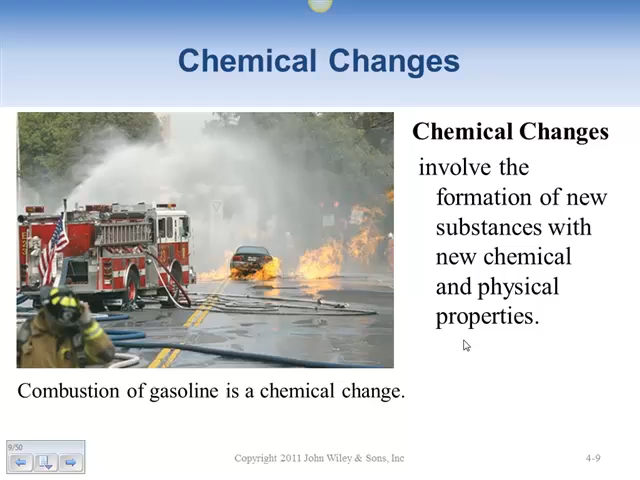 Chemical Changes
Chemical Changes
involve the
formation of new
substances with
new chemical
and physical
properties.
Combustion of gasoline is a chemical change.
9/50
Copyright 2011 John Wiley & Sons, Inc
4-9